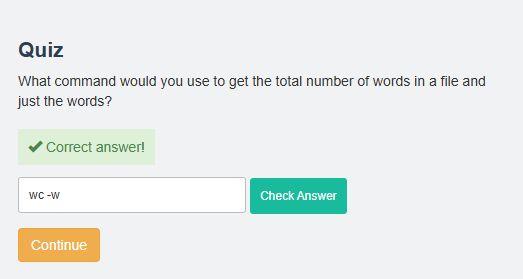 Quiz
What command would you use to get the total number of words in a file and
just the words?
Correct answer!
wc -w
Check Answer
Continue